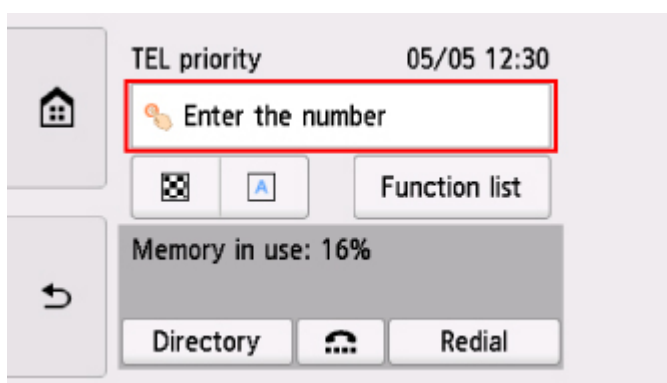 TEL priority 05/05 12:30
Enter the number
A Function list
Memory in use: 16%
Directory Redial